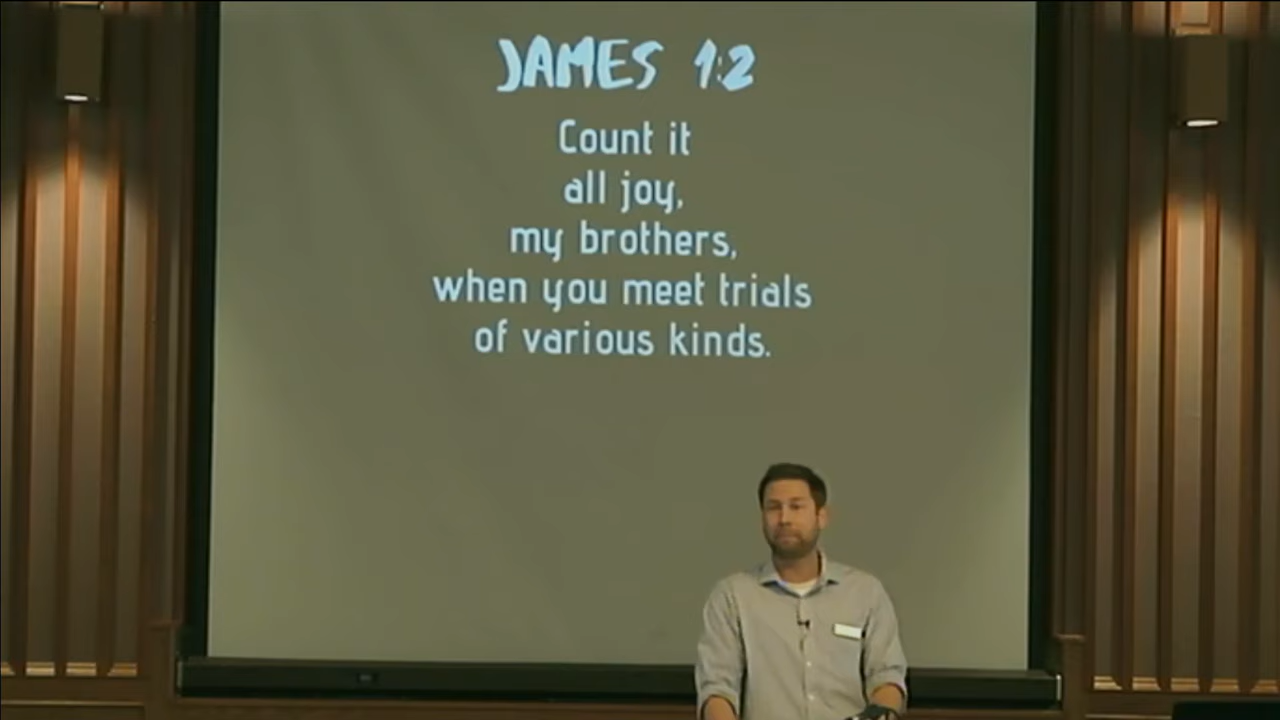 JAMES 1:2
Count it
all joy,
my brothers,
when you meet trials
of various kinds.